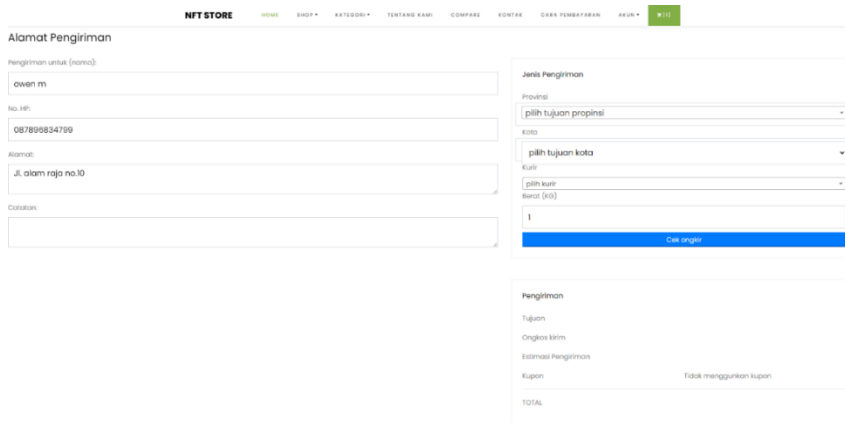 NFT STORE HOME SHOP KATEGORI TENTANG KAMI COMPARE KONTAK CARA PEMBAYARAN AKUN
Alamat Pengiriman
Pengiriman untuk (nama):
owen m
No. HP:
087896834799
Alamat:
Jl. alam raja no.10
Catatan:
Jenis Pengiriman
Provinsi
pilih tujuan propinsi
Kota
pilih tujuan kota
Kurir
pilih kurir
Berat (KG)
1
Cek ongkir
Pengiriman
Tujuan
Ongkos kirim
Estimasi Pengiriman
Kupon Tidak menggunkan kupon
TOTAL